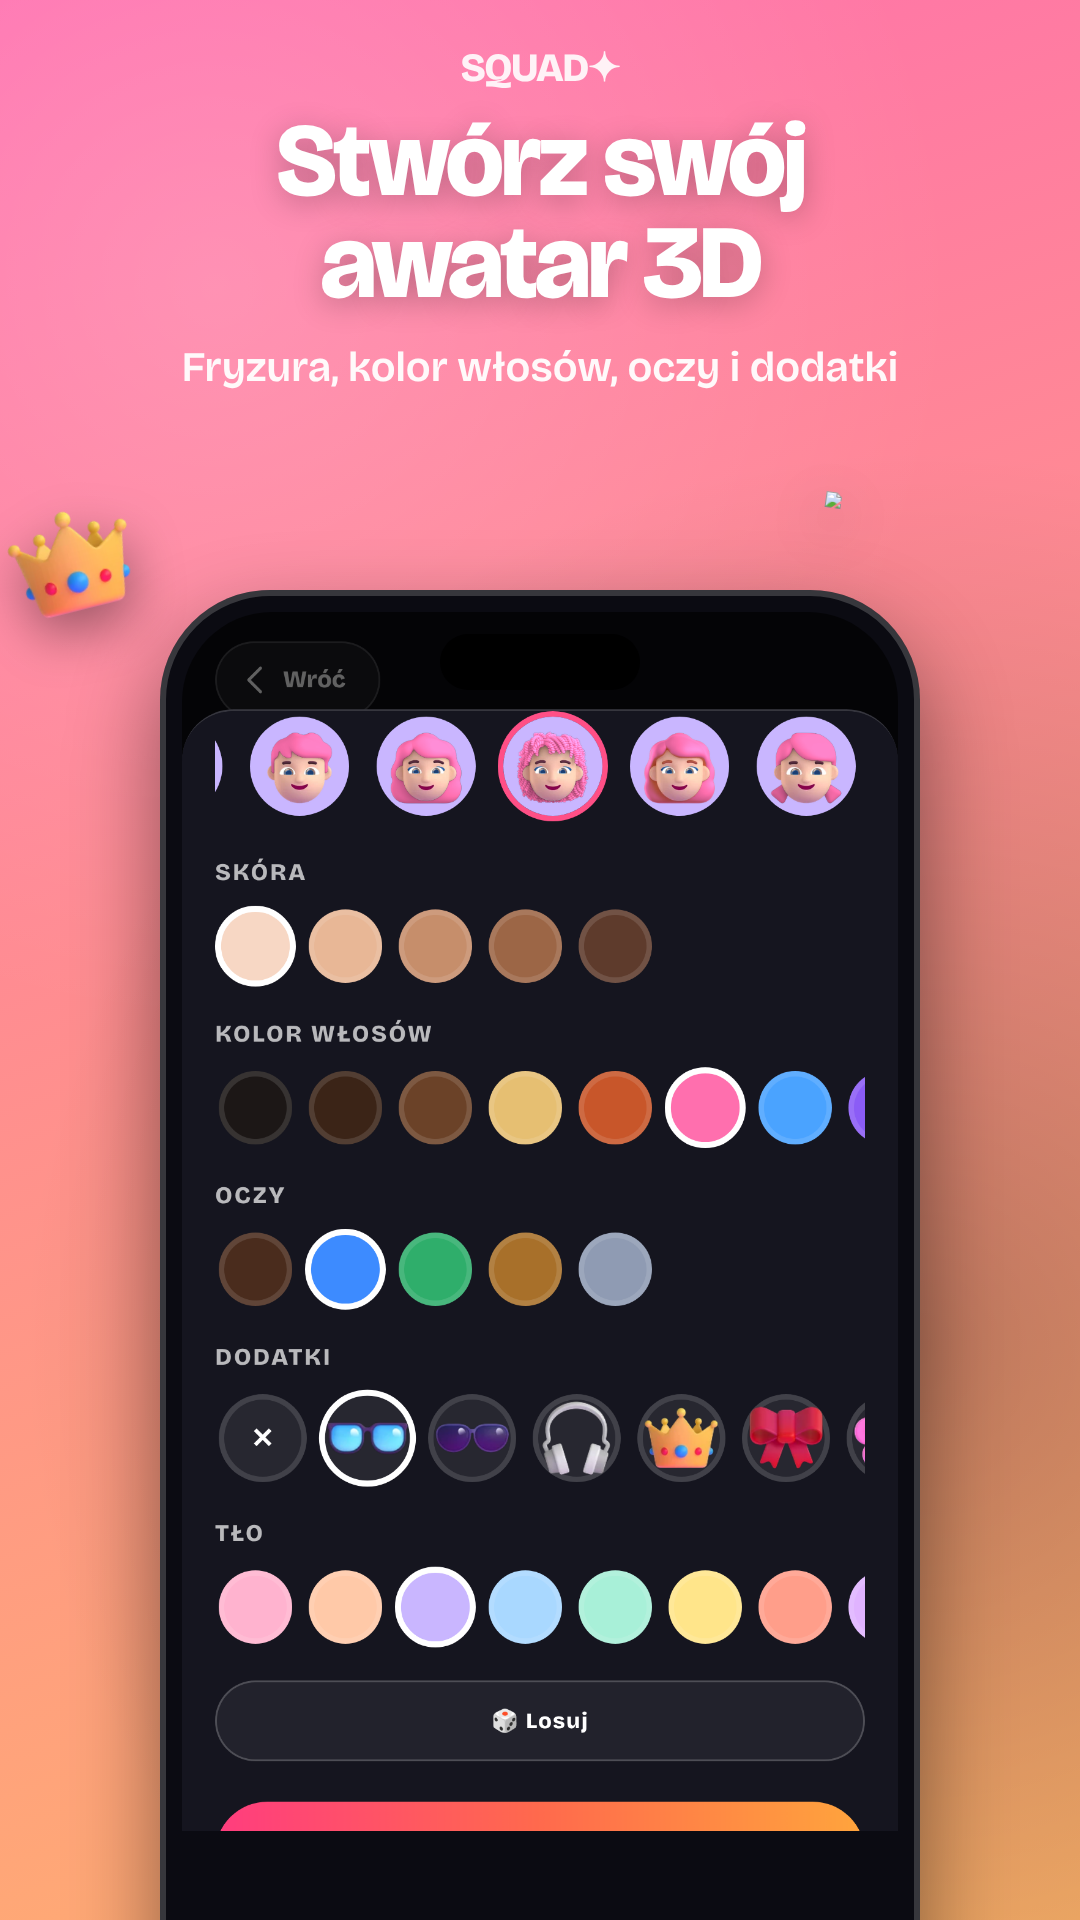 SQUAD✦
Stwórz swój
awatar 3D
Fryzura, kolor włosów, oczy i dodatki
Wróć
SKÓRA
KOLOR WŁOSÓW
OCZY
DODATKI
TŁO
🎲 Losuj